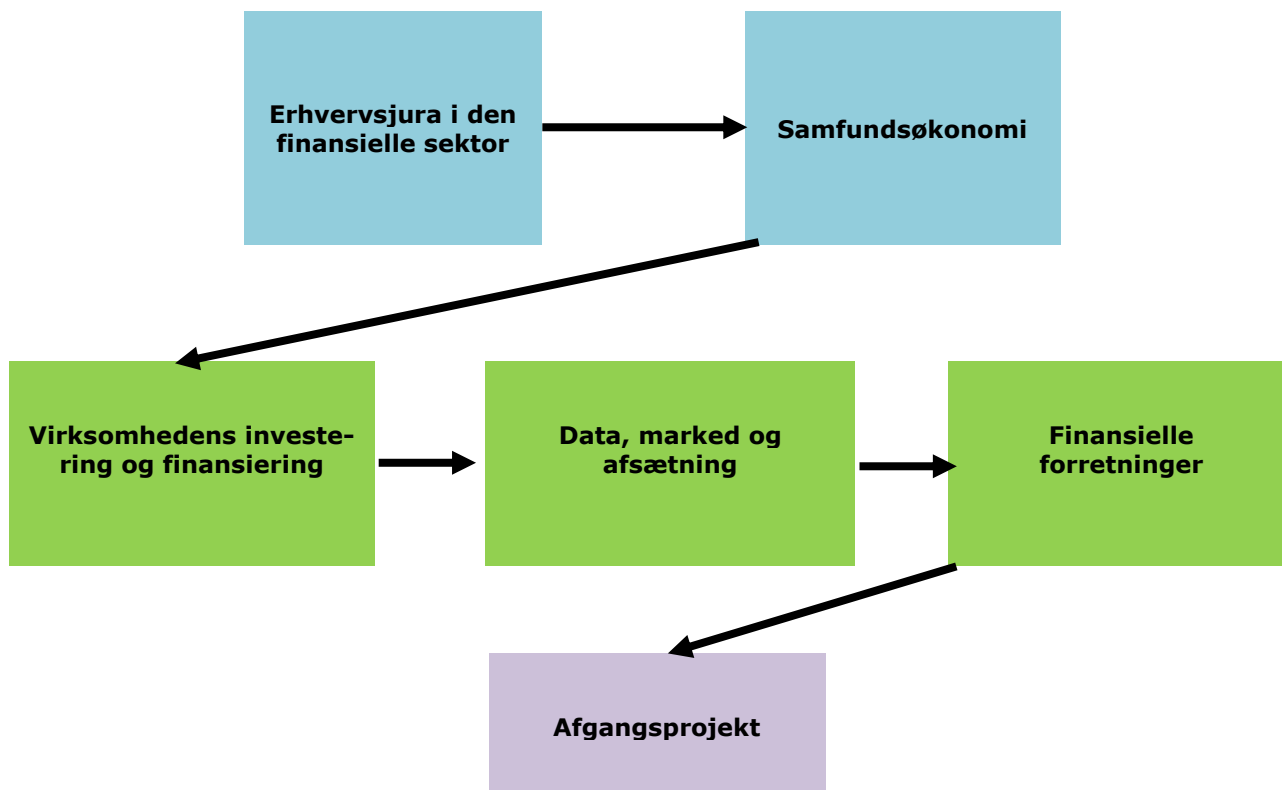 Erhvervsjura i den
finansielle sektor
Samfundsøkonomi
Virksomhedens investe-
ring og finansiering
Data, marked og
afsætning
Finansielle
forretninger
Afgangsprojekt